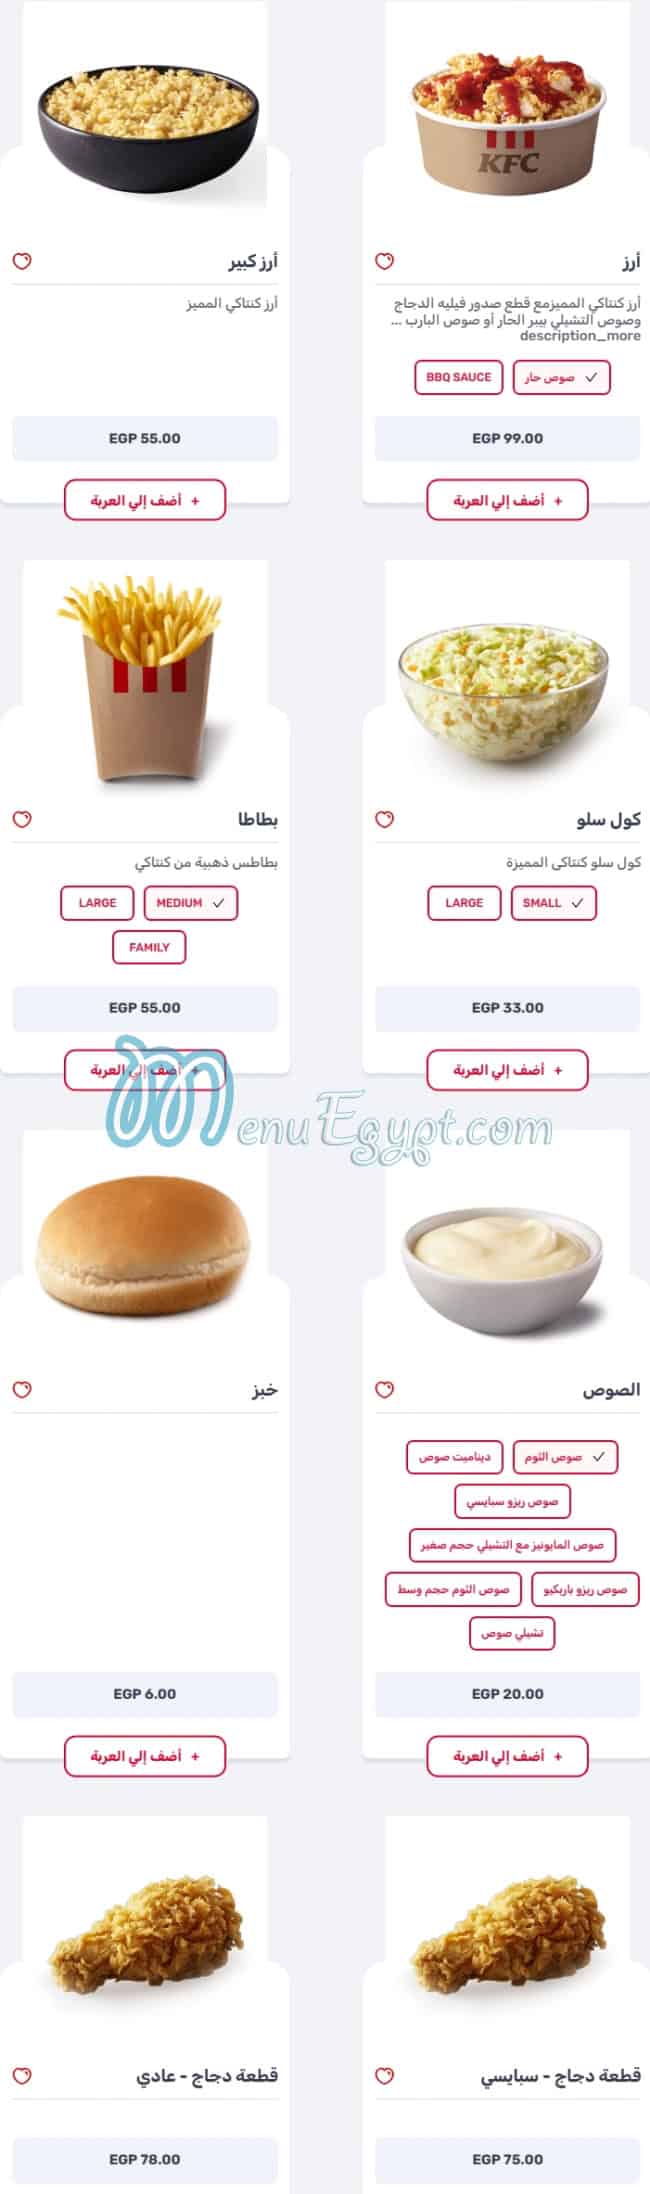 KFC
أرز
أرز كنتاكي المميزمع قطع صدور فيليه الدجاج
وصوص التشيلي بيبر الحار أو صوص البارب ...
description_more
صوص حار
BBQ SAUCE
EGP 99.00
+ أضف إلي العربة
أرز كبير
أرز كنتاكي المميز
EGP 55.00
+ أضف إلي العربة
كول سلو
كول سلو كنتاكى المميزة
SMALL
LARGE
EGP 33.00
+ أضف إلي العربة
بطاطا
بطاطس ذهبية من كنتاكي
MEDIUM
LARGE
FAMILY
EGP 55.00
+ أضف إلي العربة
MenuEgypt.com
الصوص
صوص الثوم
ديناميت صوص
صوص ريزو سبايسي
صوص المايونيز مع التشيلي حجم صغير
صوص ريزو باربكيو
صوص الثوم حجم وسط
تشيلي صوص
EGP 20.00
+ أضف إلي العربة
خبز
EGP 6.00
+ أضف إلي العربة
قطعة دجاج - سبايسي
EGP 75.00
قطعة دجاج - عادي
EGP 78.00